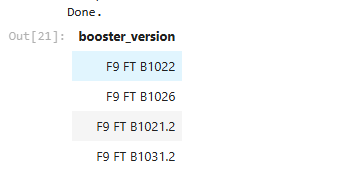 Done.
Out[21]: booster_version
F9 FT B1022
F9 FT B1026
F9 FT B1021.2
F9 FT B1031.2